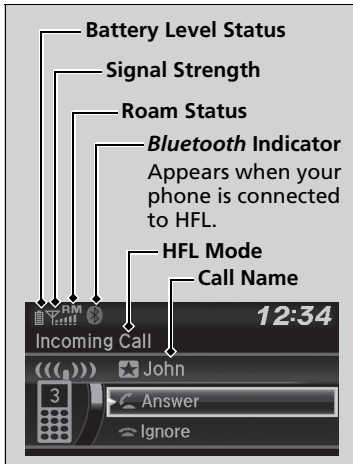 Battery Level Status
Signal Strength
Roam Status
Bluetooth Indicator
Appears when your
phone is connected
to HFL.
HFL Mode
Call Name
RM
12:34
Incoming Call
John
3
Answer
Ignore